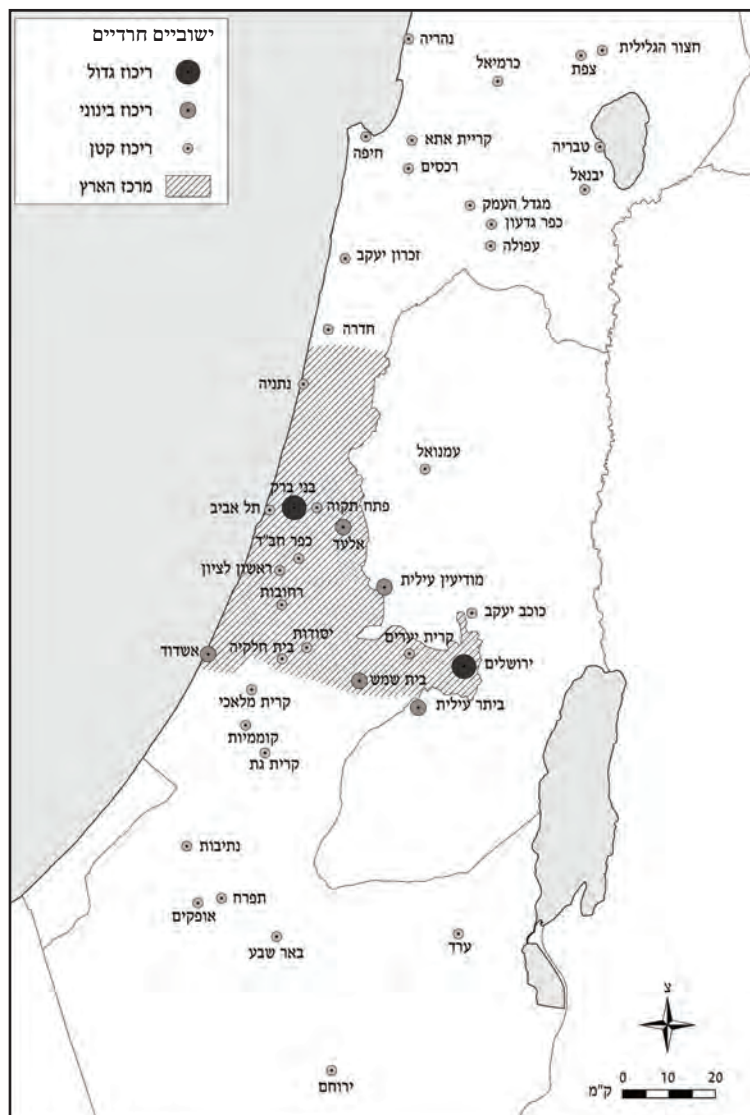 ישוביים חרדיים
ריכוז גדול
ריכוז בינוני
ריכוז קטן
מרכז הארץ
נהריה
חצור הגלילית
צפת
כרמיאל
חיפה
קריית אתא
טבריה
רכסים
יבנאל
מגדל העמק
כפר גדעון
עפולה
זכרון יעקב
חדרה
נתניה
עמנואל
בני ברק
תל אביב
פתח תקוה
אלעד
כפר חב"ד
ראשון לציון
מודיעין עילית
רחובות
כוכב יעקב
יסודות
קרית יערים
אשדוד
בית חלקיה
ירושלים
בית שמש
קרית מלאכי
ביתר עילית
קוממיות
קרית גת
נתיבות
תפרח
אופקים
באר שבע
ערד
צ
ירוחם
0 10 20
ק"מ